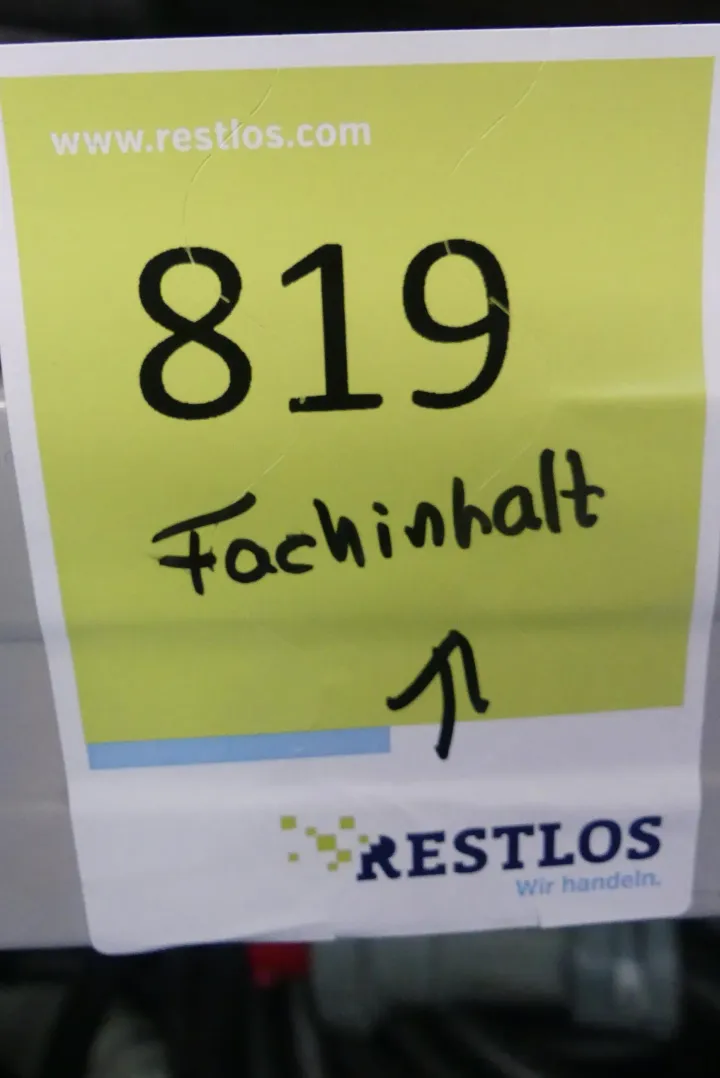 www.restlos.com
819
Fachinhalt
RESTLOS
Wir handeln.